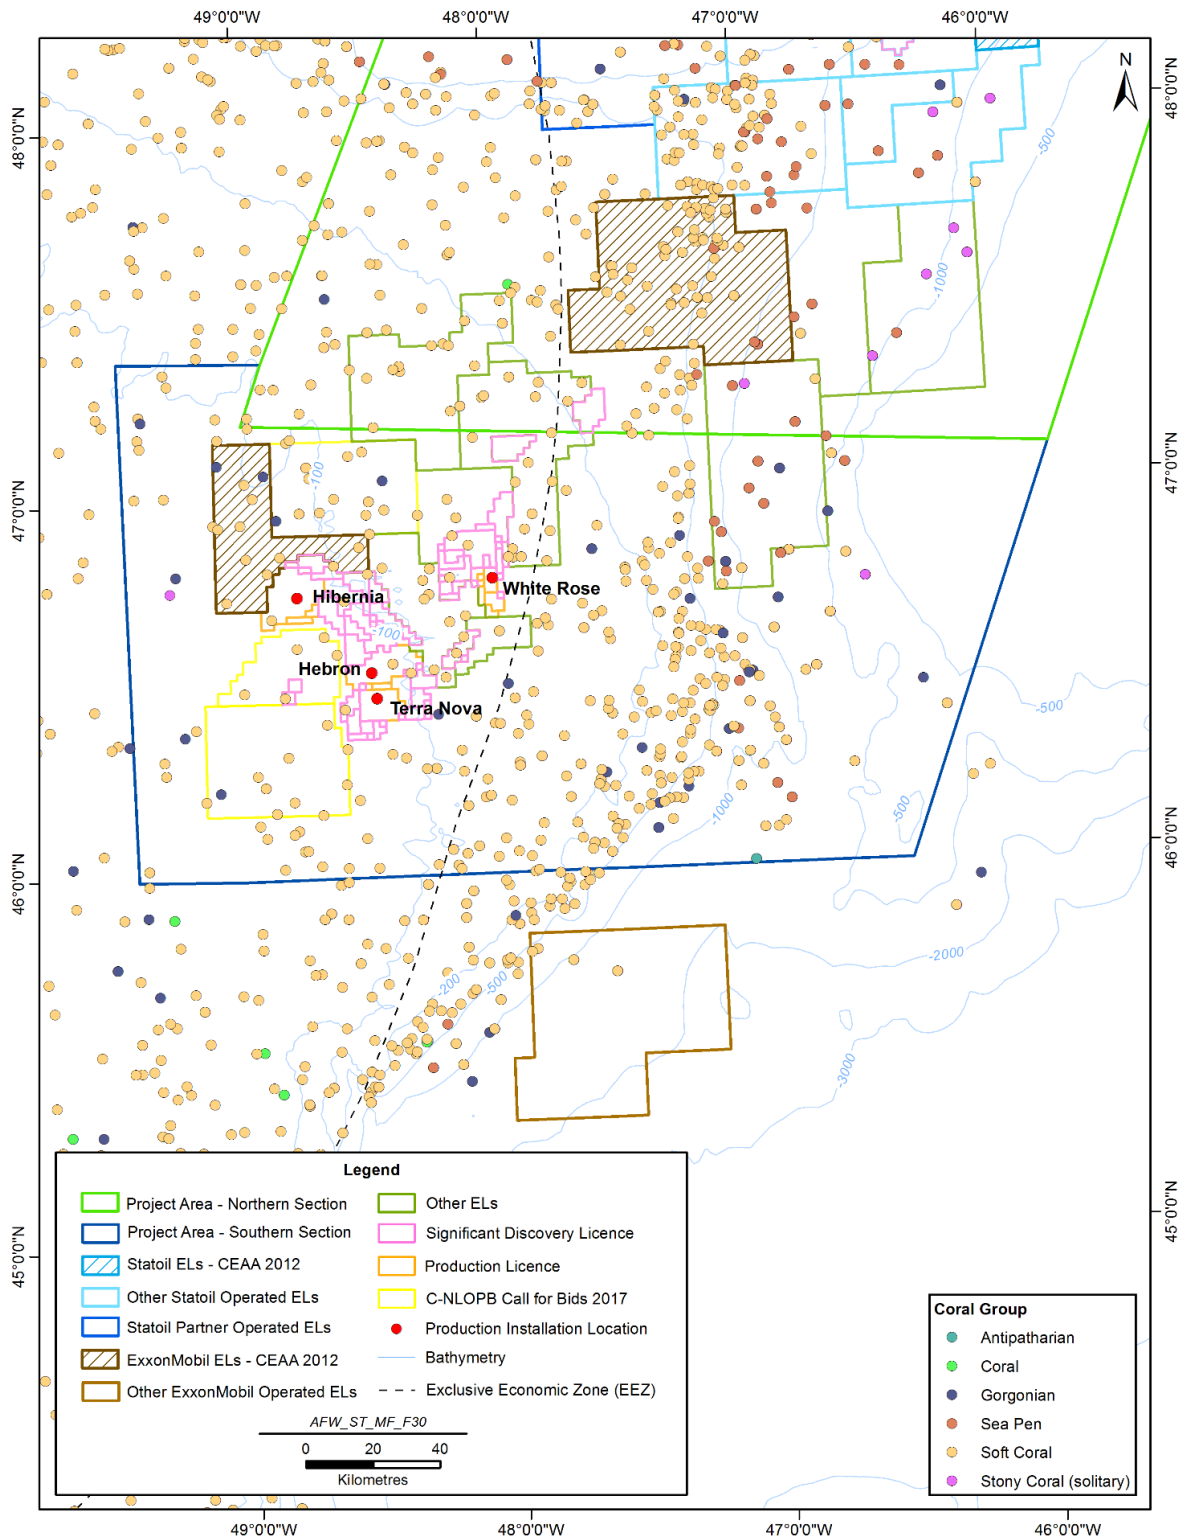 49°0'0"W 48°0'0"W 47°0'0"W 46°0'0"W
N
48°0'0"N
48°0'0"N
-500
-1000
47°0'0"N
47°0'0"N
-100
White Rose
Hibernia
-100
Hebron
Terra Nova
-500
-1000
-500
46°0'0"N
46°0'0"N
-2000
-200
-500
-3000
45°0'0"N
45°0'0"N
Legend
Project Area - Northern Section
Project Area - Southern Section
Statoil ELs - CEAA 2012
Other Statoil Operated ELs
Statoil Partner Operated ELs
ExxonMobil ELs - CEAA 2012
Other ExxonMobil Operated ELs
Other ELs
Significant Discovery Licence
Production Licence
C-NLOPB Call for Bids 2017
Production Installation Location
Bathymetry
Exclusive Economic Zone (EEZ)
AFW_ST_MF_F30
0 20 40
Kilometres
Coral Group
Antipatharian
Coral
Gorgonian
Sea Pen
Soft Coral
Stony Coral (solitary)
49°0'0"W 48°0'0"W 47°0'0"W 46°0'0"W